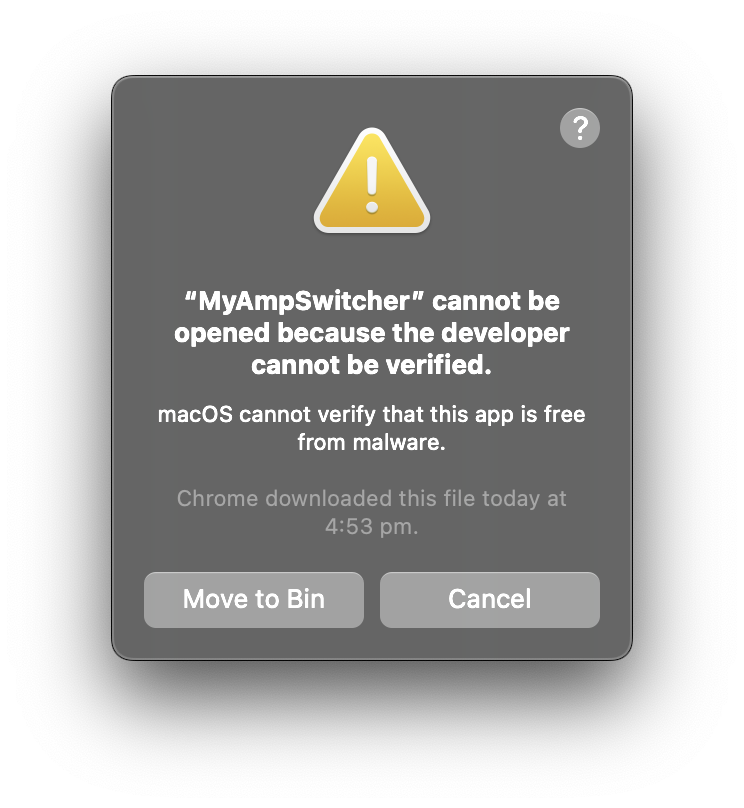 ?
“MyAmpSwitcher” cannot be
opened because the developer
cannot be verified.
macOS cannot verify that this app is free
from malware.
Chrome downloaded this file today at
4:53 pm.
Move to Bin
Cancel